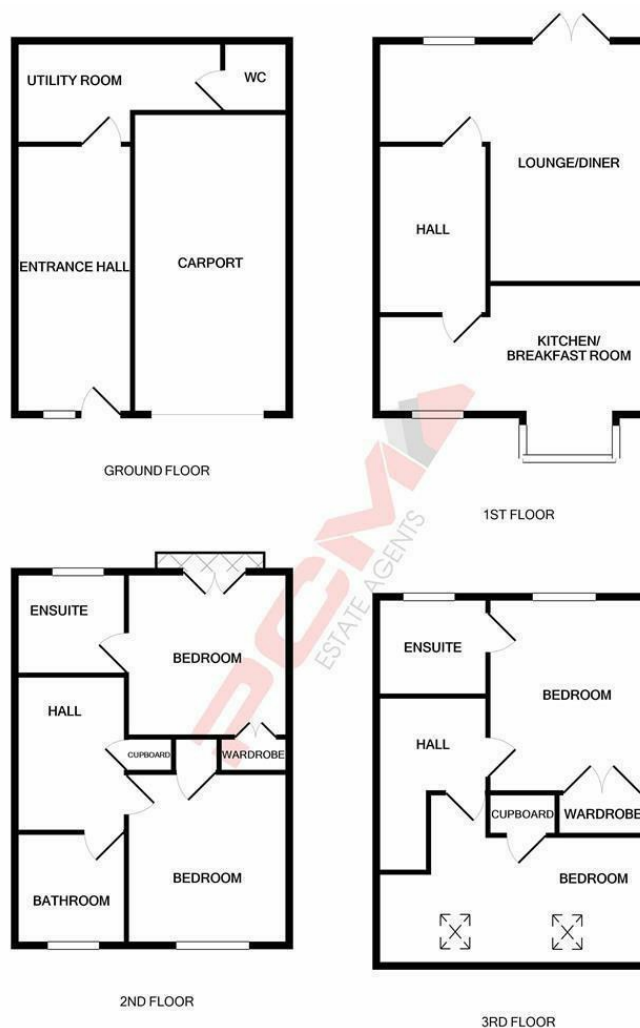 UTILITY ROOM
WC
ENTRANCE HALL
CARPORT
GROUND FLOOR
LOUNGE/DINER
HALL
KITCHEN/
BREAKFAST ROOM
1ST FLOOR
PCM
ESTATE AGENTS
ENSUITE
BEDROOM
HALL
CUPBOARD
WARDROBE
BEDROOM
BATHROOM
2ND FLOOR
ENSUITE
BEDROOM
HALL
CUPBOARD
WARDROBE
BEDROOM
3RD FLOOR